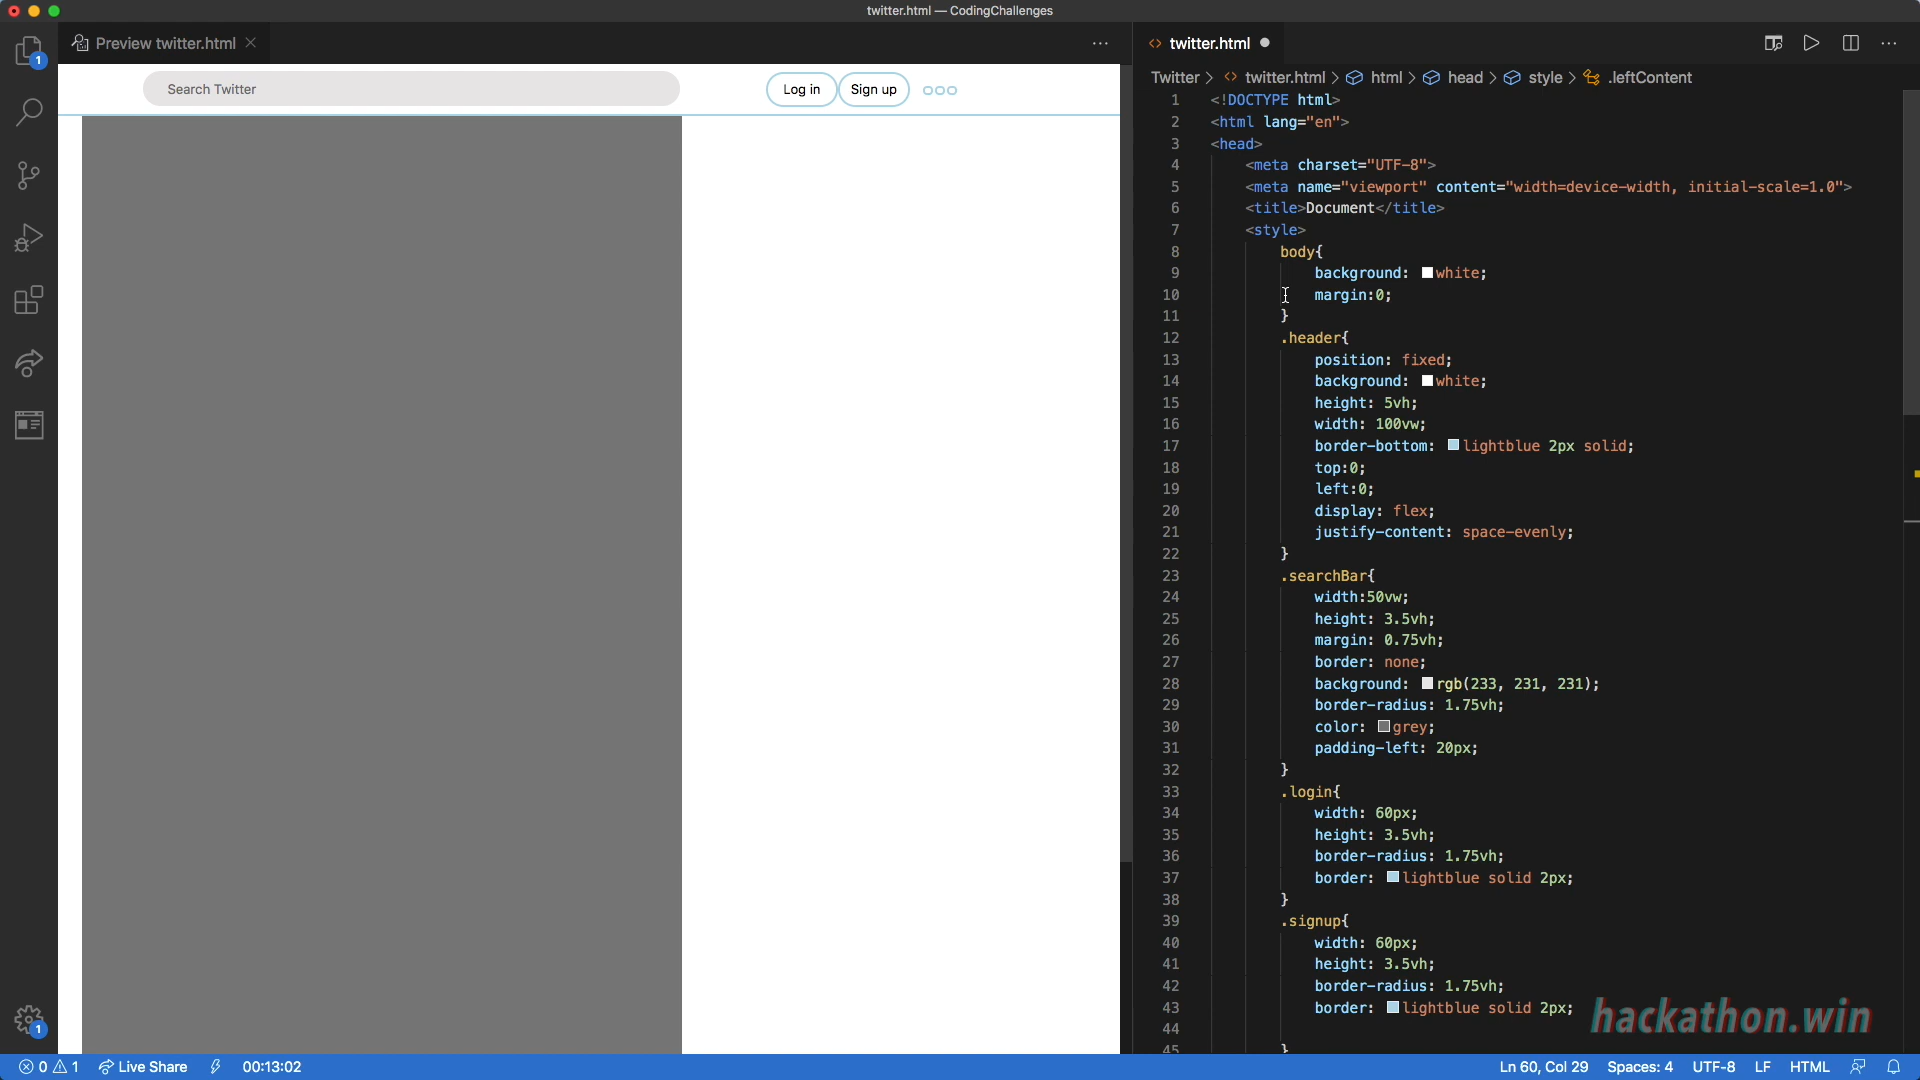 twitter.html — CodingChallenges
Preview twitter.html
twitter.html
1
Search Twitter
Log in
Sign up
Twitter > twitter.html > html > head > style > .leftContent
1 <!DOCTYPE html>
2 <html lang="en">
3 <head>
4 <meta charset="UTF-8">
5 <meta name="viewport" content="width=device-width, initial-scale=1.0">
6 <title>Document</title>
7 <style>
8 body{
9 background: white;
10 margin:0;
11 }
12 .header{
13 position: fixed;
14 background: white;
15 height: 5vh;
16 width: 100vw;
17 border-bottom: lightblue 2px solid;
18 top:0;
19 left:0;
20 display: flex;
21 justify-content: space-evenly;
22 }
23 .searchBar{
24 width:50vw;
25 height: 3.5vh;
26 margin: 0.75vh;
27 border: none;
28 background: rgb(233, 231, 231);
29 border-radius: 1.75vh;
30 color: grey;
31 padding-left: 20px;
32 }
33 .login{
34 width: 60px;
35 height: 3.5vh;
36 border-radius: 1.75vh;
37 border: lightblue solid 2px;
38 }
39 .signup{
40 width: 60px;
41 height: 3.5vh;
42 border-radius: 1.75vh;
43 border: lightblue solid 2px;
44
45 }
hackathon.win
1
0 1 Live Share 00:13:02
Ln 60, Col 29 Spaces: 4 UTF-8 LF HTML